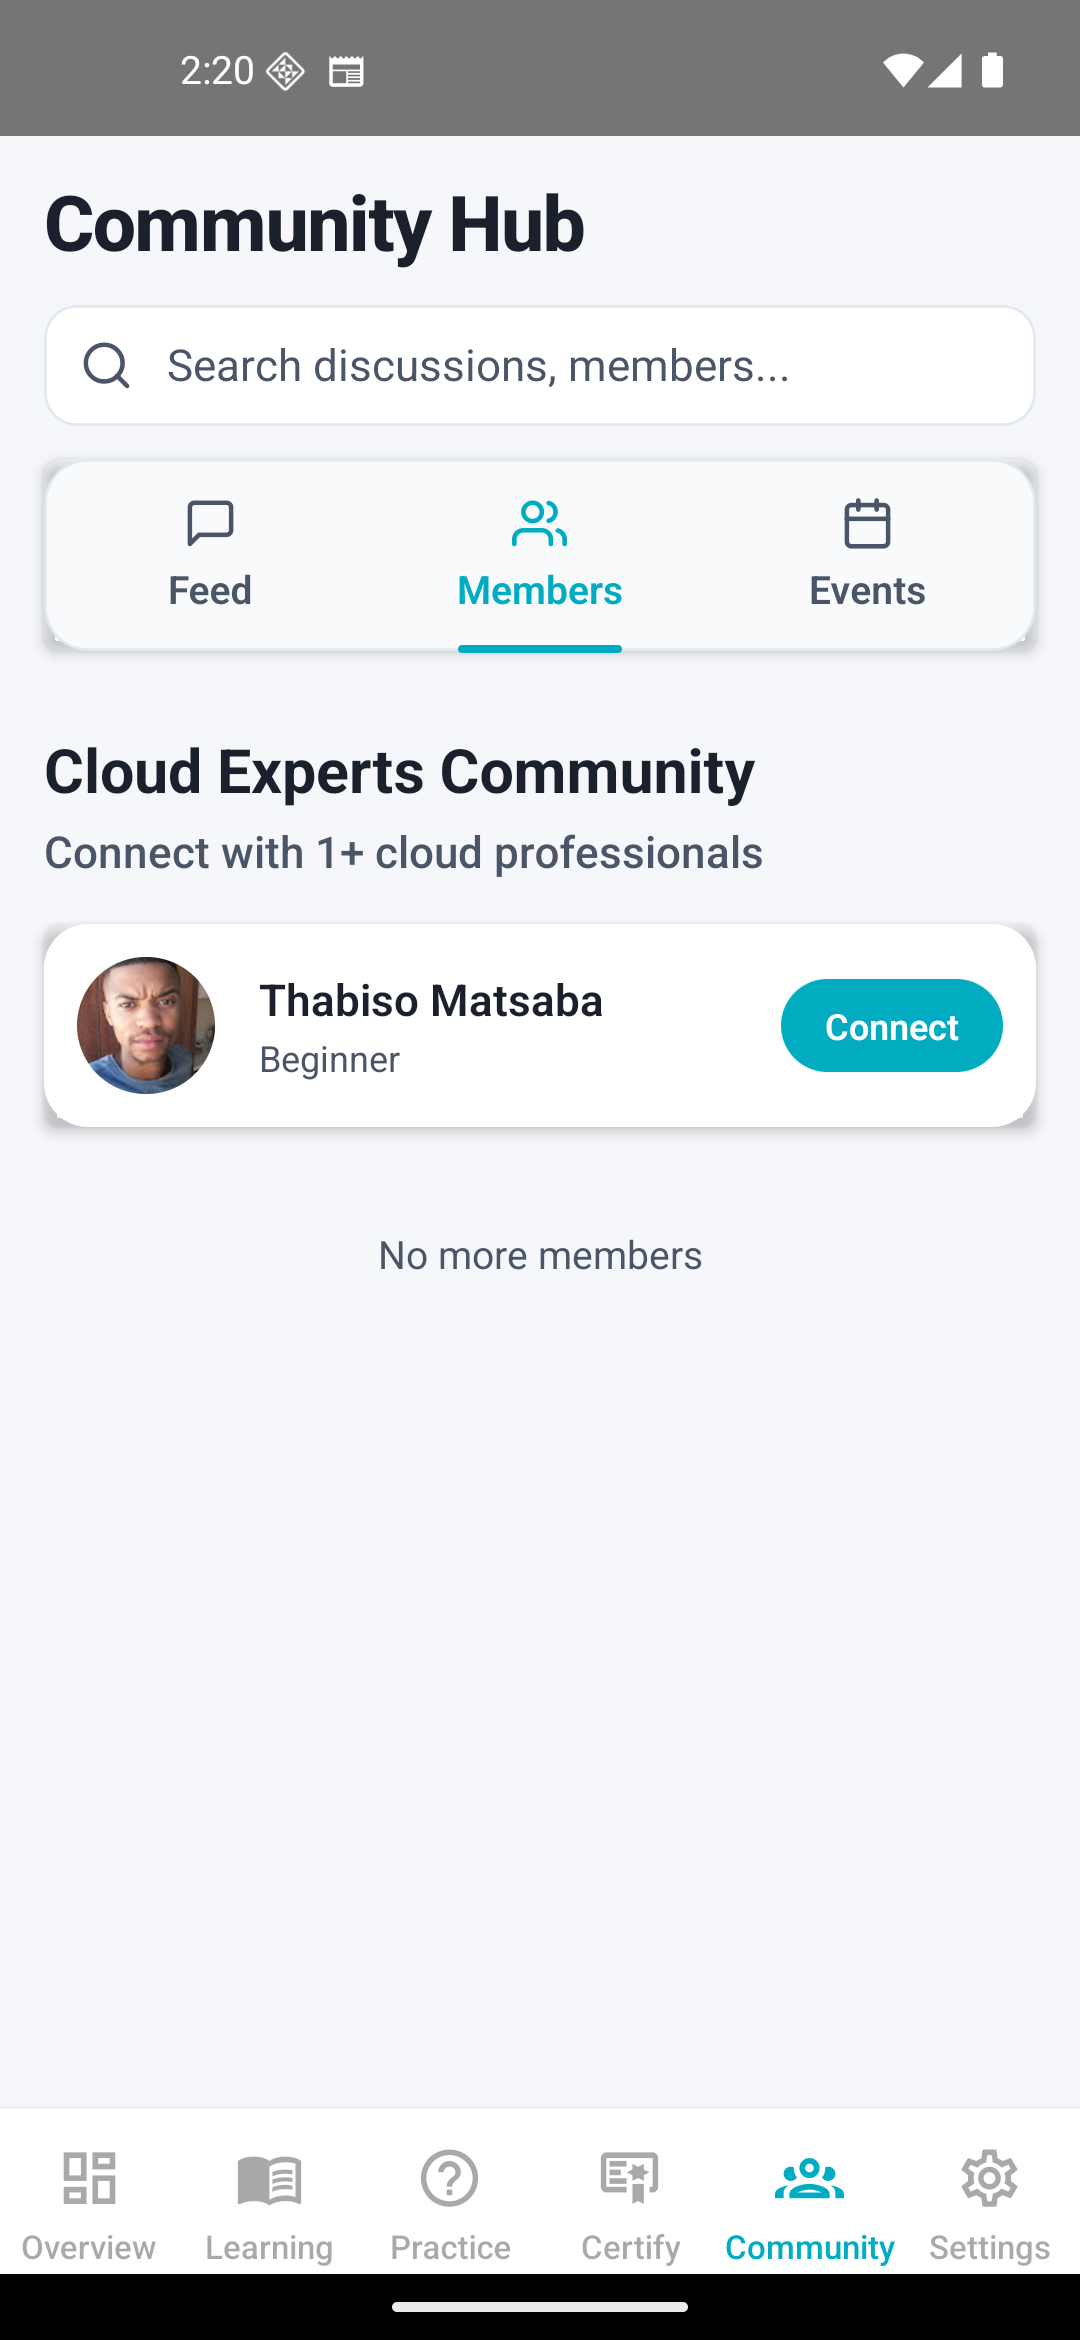 2:20
Community Hub
Search discussions, members...
Feed
Members
Events
Cloud Experts Community
Connect with 1+ cloud professionals
Thabiso Matsaba
Beginner
Connect
No more members
Overview
Learning
Practice
Certify
Community
Settings